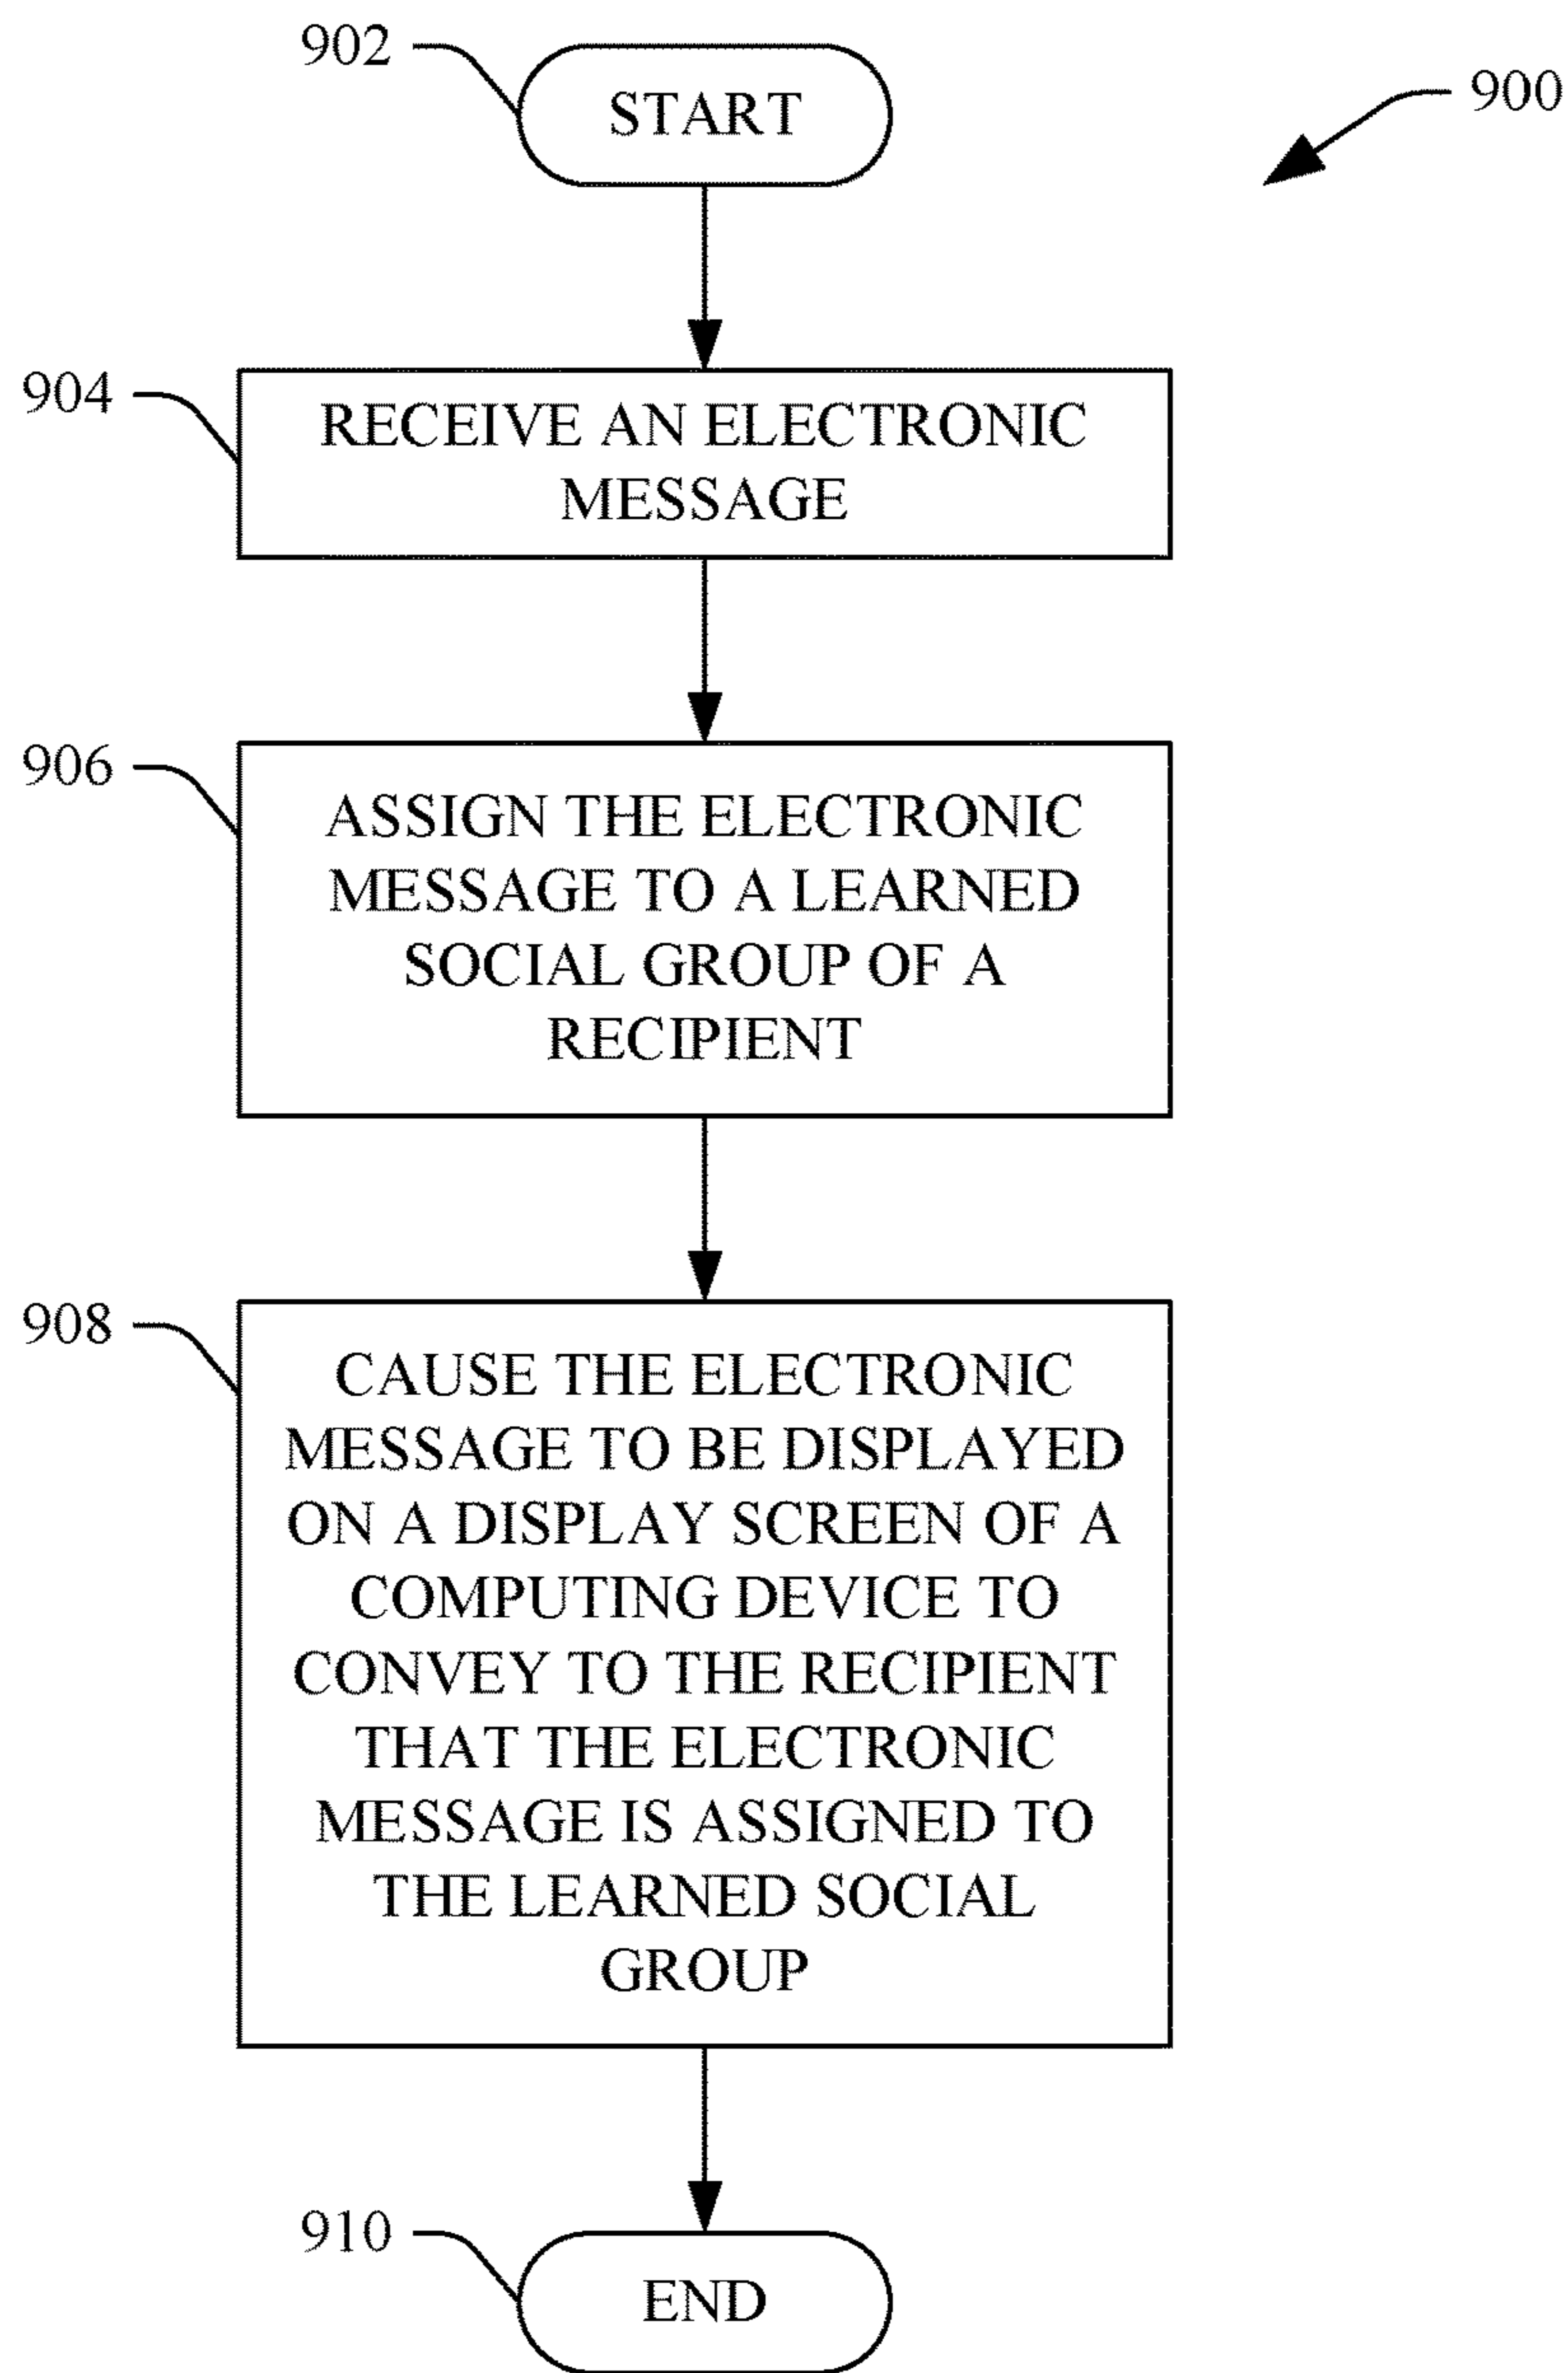 902
START
900
904
RECEIVE AN ELECTRONIC
MESSAGE
906
ASSIGN THE ELECTRONIC
MESSAGE TO A LEARNED
SOCIAL GROUP OF A
RECIPIENT
908
CAUSE THE ELECTRONIC
MESSAGE TO BE DISPLAYED
ON A DISPLAY SCREEN OF A
COMPUTING DEVICE TO
CONVEY TO THE RECIPIENT
THAT THE ELECTRONIC
MESSAGE IS ASSIGNED TO
THE LEARNED SOCIAL
GROUP
910
END